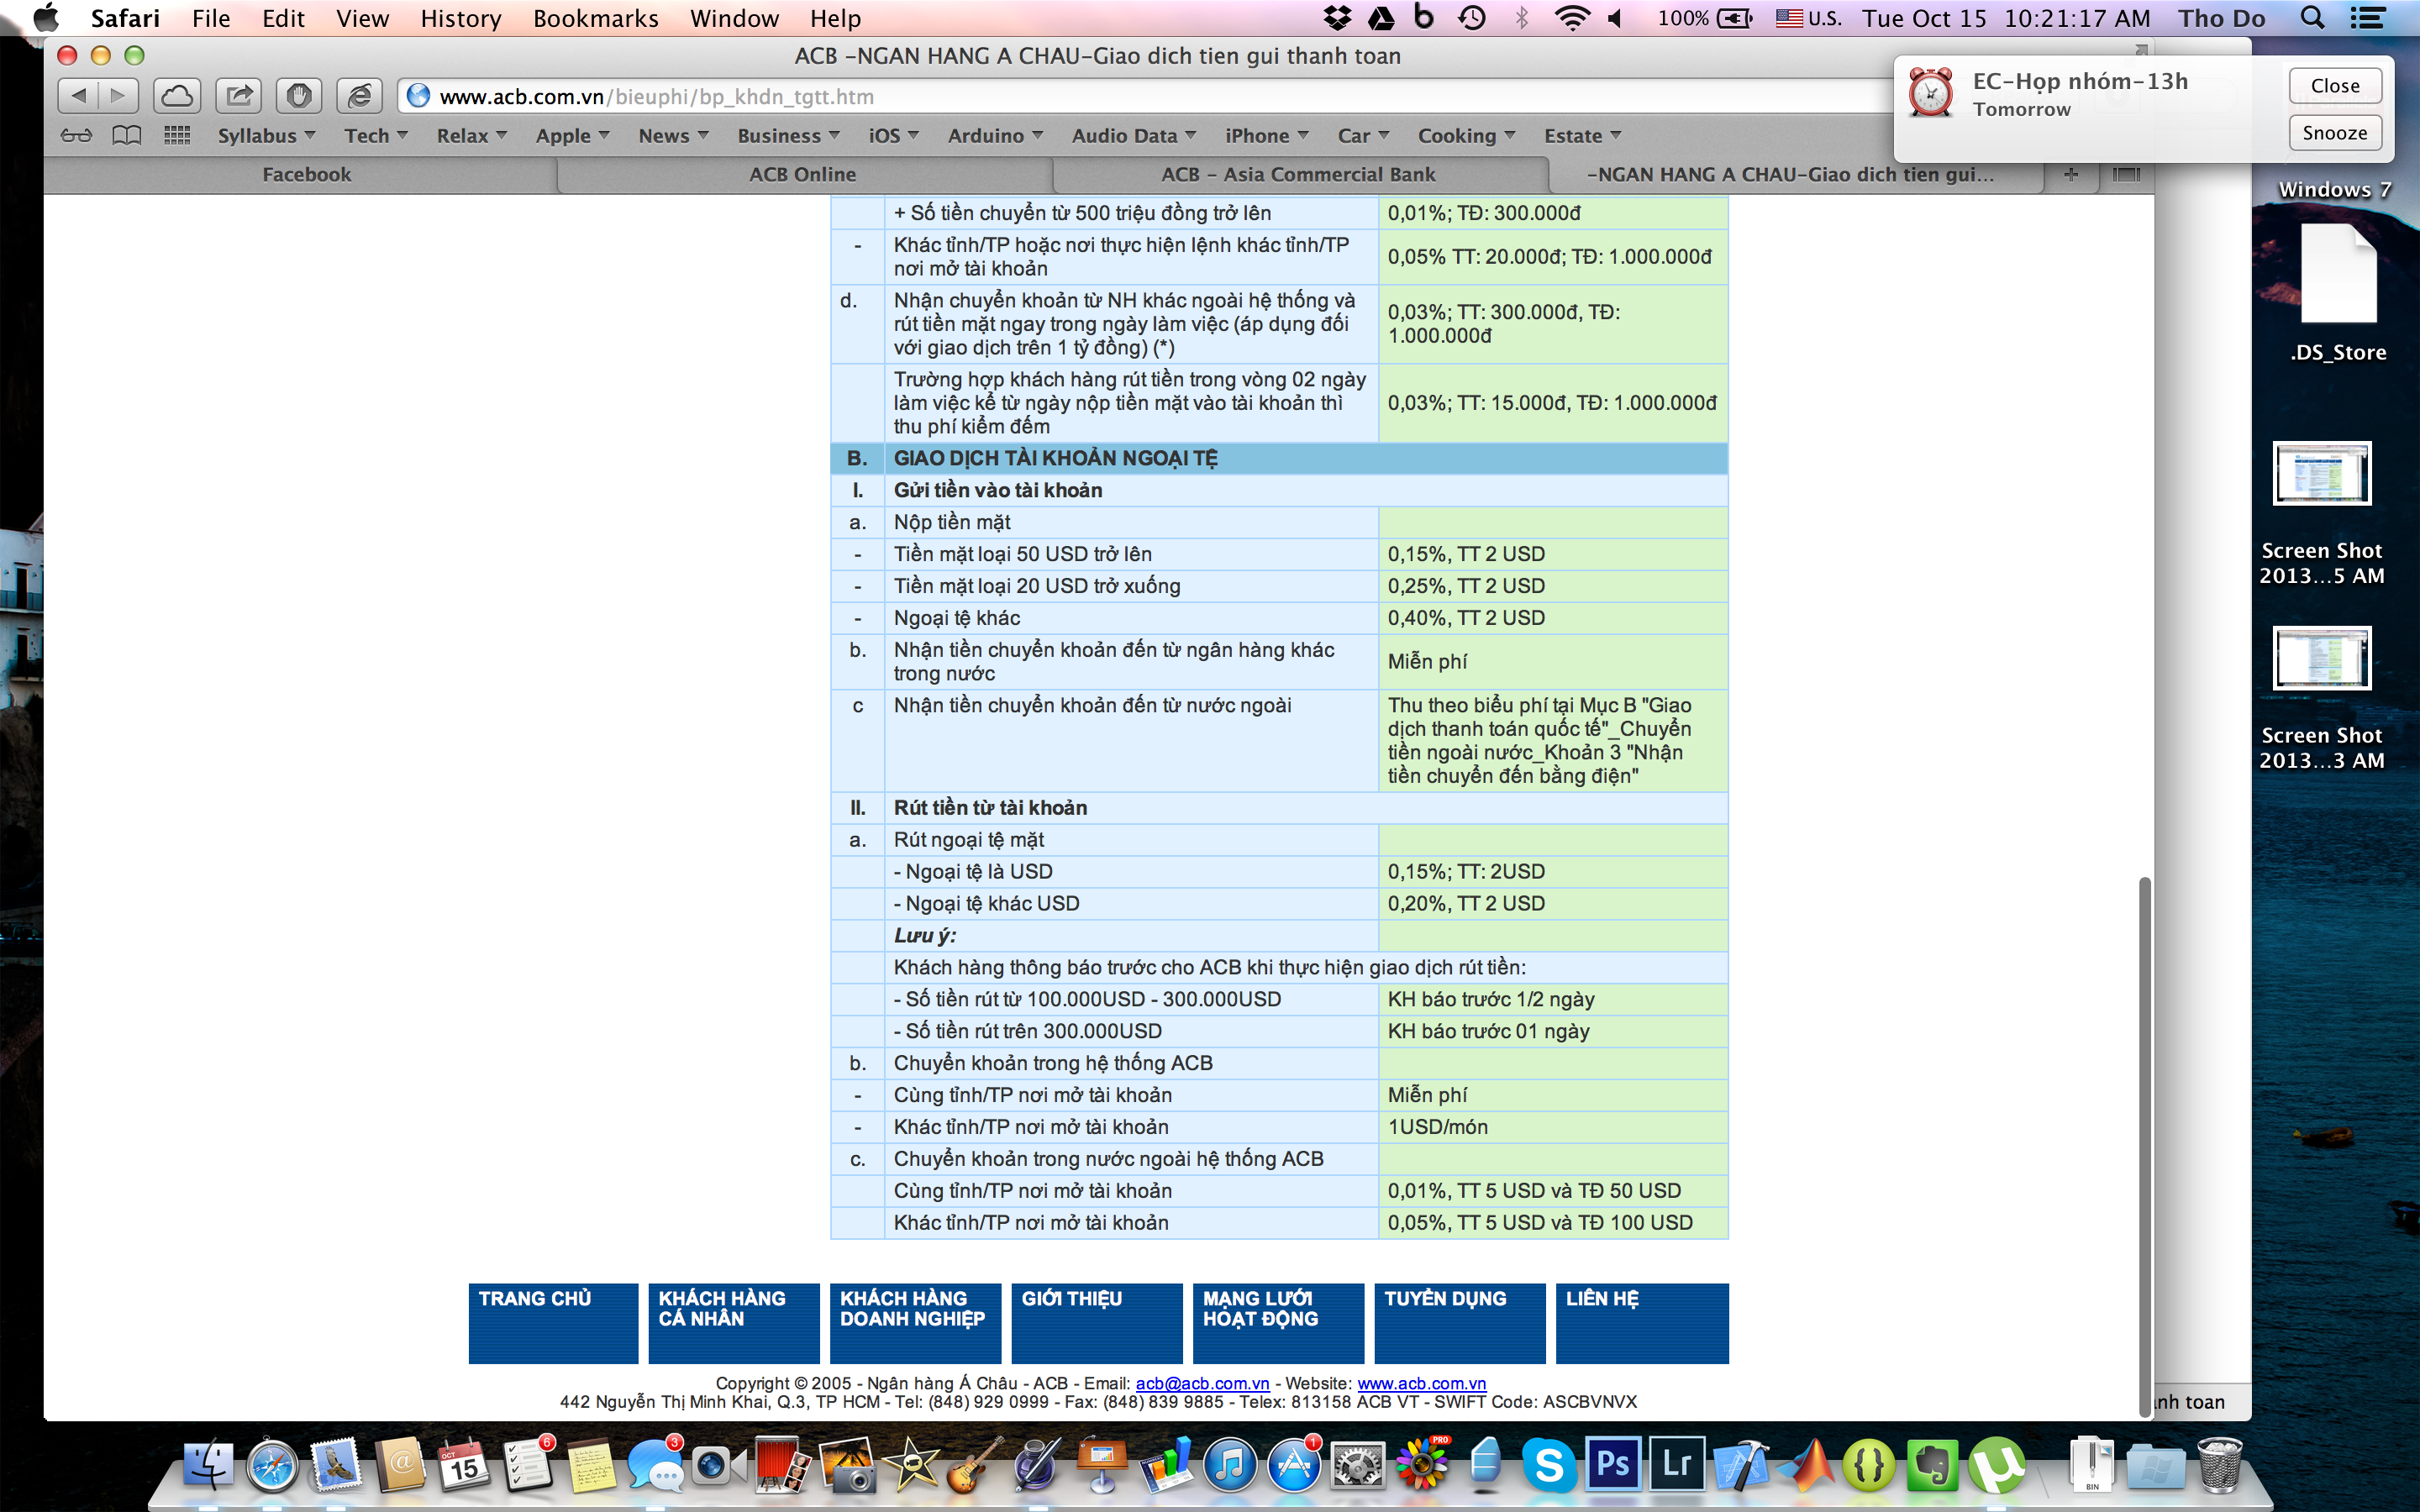 Safari File Edit View History Bookmarks Window Help 100% U.S. Tue Oct 15 10:21:17 AM Tho Do
ACB -NGAN HANG A CHAU-Giao dich tien gui thanh toan
www.acb.com.vn/bieuphi/bp_khdn_tgtt.htm
EC-Họp nhóm-13h
Tomorrow
Close
Snooze
Syllabus Tech Relax Apple News Business iOS Arduino Audio Data iPhone Car Cooking Estate
Facebook ACB Online ACB - Asia Commercial Bank -NGAN HANG A CHAU-Giao dich tien gui...
+ Số tiền chuyển từ 500 triệu đồng trở lên 0,01%; TĐ: 300.000đ
- Khác tỉnh/TP hoặc nơi thực hiện lệnh khác tỉnh/TP
nơi mở tài khoản
0,05% TT: 20.000đ; TĐ: 1.000.000đ
d. Nhận chuyển khoản từ NH khác ngoài hệ thống và
rút tiền mặt ngay trong ngày làm việc (áp dụng đối
với giao dịch trên 1 tỷ đồng) (*)
0,03%; TT: 300.000đ, TĐ:
1.000.000đ
Trường hợp khách hàng rút tiền trong vòng 02 ngày
làm việc kể từ ngày nộp tiền mặt vào tài khoản thì
thu phí kiểm đếm
0,03%; TT: 15.000đ, TĐ: 1.000.000đ
B. GIAO DỊCH TÀI KHOẢN NGOẠI TỆ
I. Gửi tiền vào tài khoản
a. Nộp tiền mặt
- Tiền mặt loại 50 USD trở lên 0,15%, TT 2 USD
- Tiền mặt loại 20 USD trở xuống 0,25%, TT 2 USD
- Ngoại tệ khác 0,40%, TT 2 USD
b. Nhận tiền chuyển khoản đến từ ngân hàng khác
trong nước
Miễn phí
c Nhận tiền chuyển khoản đến từ nước ngoài
Thu theo biểu phí tại Mục B "Giao
dịch thanh toán quốc tế"_Chuyển
tiền ngoài nước_Khoản 3 "Nhận
tiền chuyển đến bằng điện"
II. Rút tiền từ tài khoản
a. Rút ngoại tệ mặt
- Ngoại tệ là USD 0,15%; TT: 2USD
- Ngoại tệ khác USD 0,20%, TT 2 USD
Lưu ý:
Khách hàng thông báo trước cho ACB khi thực hiện giao dịch rút tiền:
- Số tiền rút từ 100.000USD - 300.000USD KH báo trước 1/2 ngày
- Số tiền rút trên 300.000USD KH báo trước 01 ngày
b. Chuyển khoản trong hệ thống ACB
- Cùng tỉnh/TP nơi mở tài khoản Miễn phí
- Khác tỉnh/TP nơi mở tài khoản 1USD/món
c. Chuyển khoản trong nước ngoài hệ thống ACB
Cùng tỉnh/TP nơi mở tài khoản 0,01%, TT 5 USD và TĐ 50 USD
Khác tỉnh/TP nơi mở tài khoản 0,05%, TT 5 USD và TĐ 100 USD
TRANG CHỦ
KHÁCH HÀNG
CÁ NHÂN
KHÁCH HÀNG
DOANH NGHIỆP
GIỚI THIỆU
MẠNG LƯỚI
HOẠT ĐỘNG
TUYỂN DỤNG
LIÊN HỆ
Copyright © 2005 - Ngân hàng Á Châu - ACB - Email: acb@acb.com.vn - Website: www.acb.com.vn
442 Nguyễn Thị Minh Khai, Q.3, TP HCM - Tel: (848) 929 0999 - Fax: (848) 839 9885 - Telex: 813158 ACB VT - SWIFT Code: ASCBVNVX
nh toan
Windows 7
.DS_Store
Screen Shot
2013...5 AM
Screen Shot
2013...3 AM
OCT
15
6
3
1
PRO
Ps
Lr
BIN